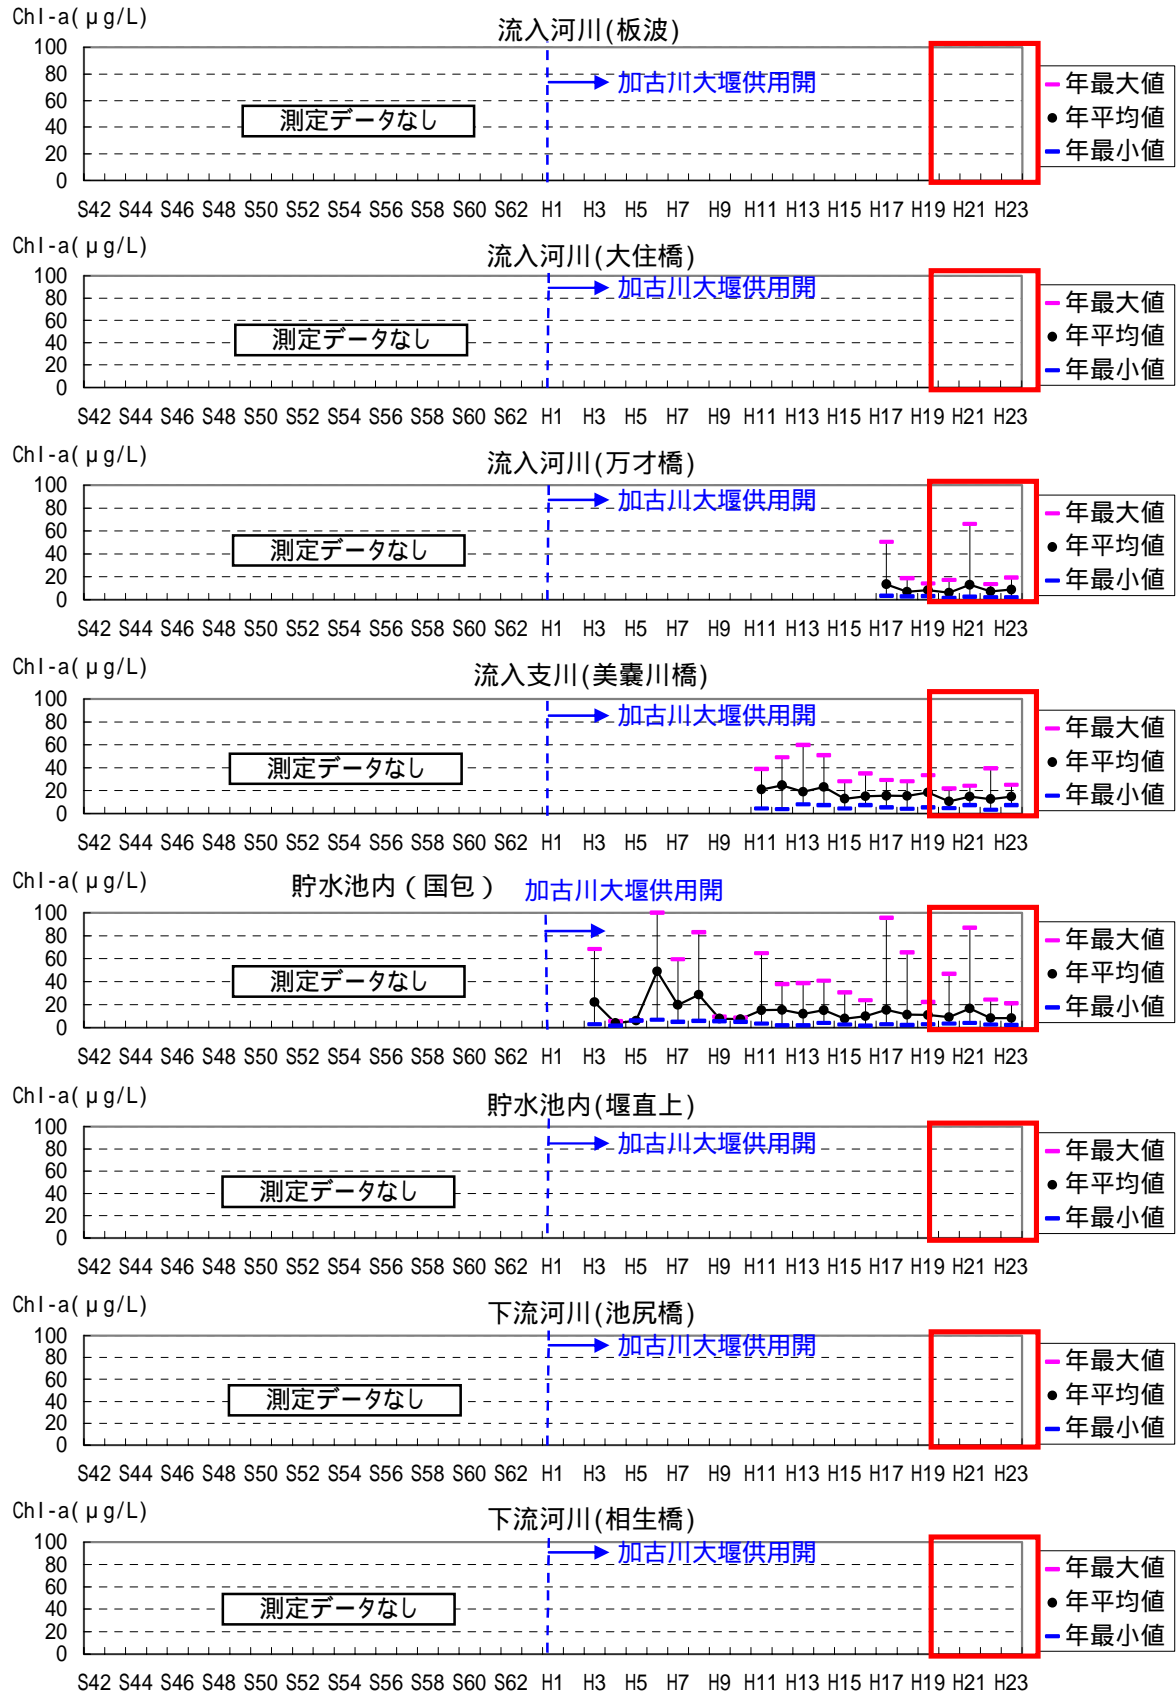 Chl-a(μg/L)
流入河川(板波)
100
80
60
40
20
0
加古川大堰供用開
測定データなし
年最大値
年平均値
年最小値
S42 S44 S46 S48 S50 S52 S54 S56 S58 S60 S62 H1 H3 H5 H7 H9 H11 H13 H15 H17 H19 H21 H23
Chl-a(μg/L)
流入河川(大住橋)
100
80
60
40
20
0
加古川大堰供用開
測定データなし
年最大値
年平均値
年最小値
S42 S44 S46 S48 S50 S52 S54 S56 S58 S60 S62 H1 H3 H5 H7 H9 H11 H13 H15 H17 H19 H21 H23
Chl-a(μg/L)
流入河川(万才橋)
100
80
60
40
20
0
加古川大堰供用開
測定データなし
年最大値
年平均値
年最小値
S42 S44 S46 S48 S50 S52 S54 S56 S58 S60 S62 H1 H3 H5 H7 H9 H11 H13 H15 H17 H19 H21 H23
Chl-a(μg/L)
流入支川(美嚢川橋)
100
80
60
40
20
0
加古川大堰供用開
測定データなし
年最大値
年平均値
年最小値
S42 S44 S46 S48 S50 S52 S54 S56 S58 S60 S62 H1 H3 H5 H7 H9 H11 H13 H15 H17 H19 H21 H23
Chl-a(μg/L)
貯水池内（国包） 加古川大堰供用開
100
80
60
40
20
0
測定データなし
年最大値
年平均値
年最小値
S42 S44 S46 S48 S50 S52 S54 S56 S58 S60 S62 H1 H3 H5 H7 H9 H11 H13 H15 H17 H19 H21 H23
Chl-a(μg/L)
貯水池内(堰直上)
100
80
60
40
20
0
加古川大堰供用開
測定データなし
年最大値
年平均値
年最小値
S42 S44 S46 S48 S50 S52 S54 S56 S58 S60 S62 H1 H3 H5 H7 H9 H11 H13 H15 H17 H19 H21 H23
Chl-a(μg/L)
下流河川(池尻橋)
100
80
60
40
20
0
加古川大堰供用開
測定データなし
年最大値
年平均値
年最小値
S42 S44 S46 S48 S50 S52 S54 S56 S58 S60 S62 H1 H3 H5 H7 H9 H11 H13 H15 H17 H19 H21 H23
Chl-a(μg/L)
下流河川(相生橋)
100
80
60
40
20
0
加古川大堰供用開
測定データなし
年最大値
年平均値
年最小値
S42 S44 S46 S48 S50 S52 S54 S56 S58 S60 S62 H1 H3 H5 H7 H9 H11 H13 H15 H17 H19 H21 H23